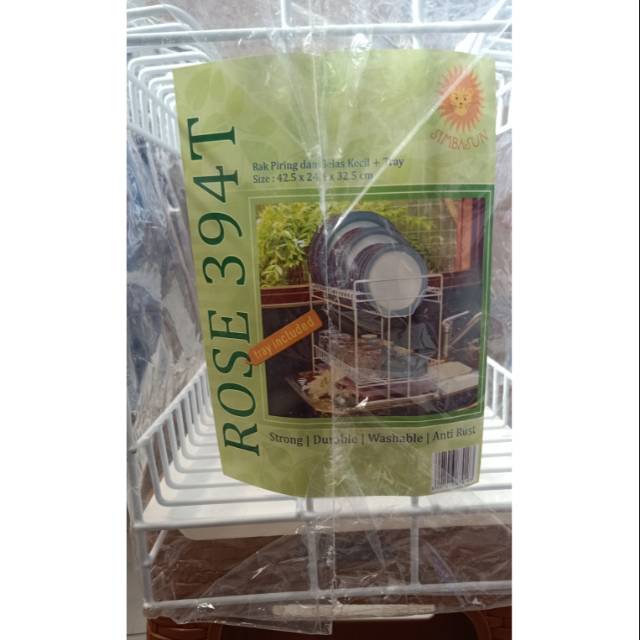 SIMBASUN
ROSE 394T
Rak Piring dan Gelas Kecil + Tray
Size : 42.5 x 24.4 x 32.5 cm
tray included
Strong | Durable | Washable | Anti Rust